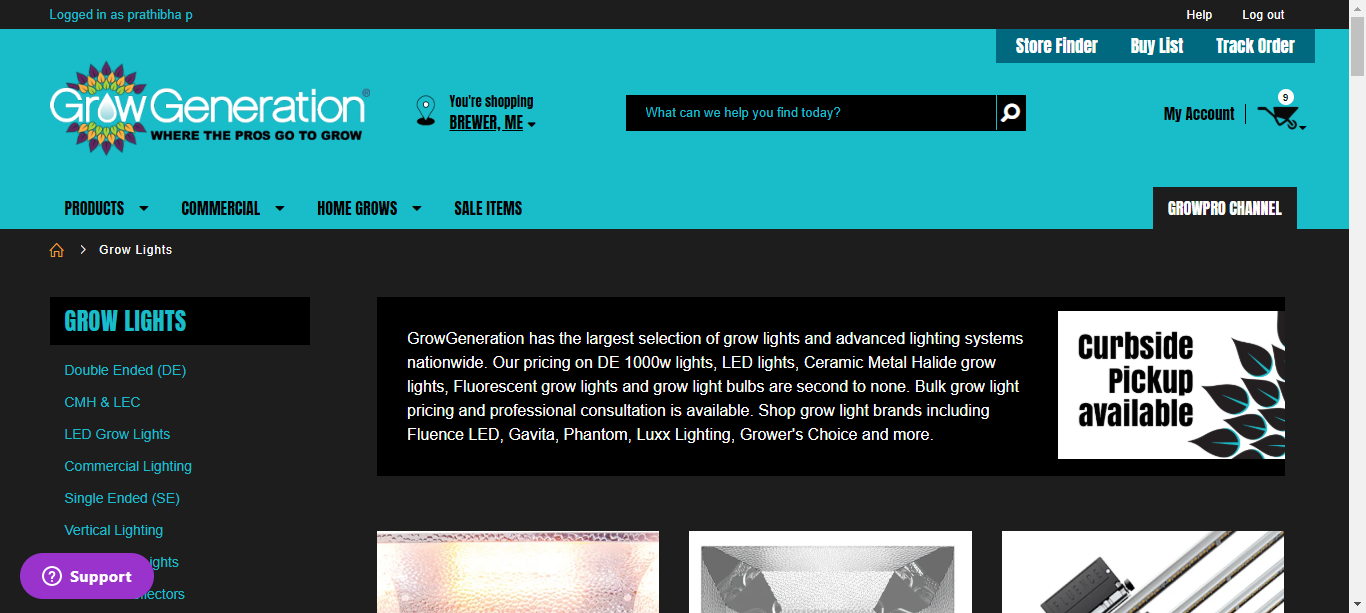 Logged in as prathibha p
Help
Log out
Store Finder
Buy List
Track Order
GrowGeneration®
WHERE THE PROS GO TO GROW
You're shopping
BREWER, ME
What can we help you find today?
My Account
9
PRODUCTS
COMMERCIAL
HOME GROWS
SALE ITEMS
GROWPRO CHANNEL
Grow Lights
GROW LIGHTS
Double Ended (DE)
CMH & LEC
LED Grow Lights
Commercial Lighting
Single Ended (SE)
Vertical Lighting
Support
GrowGeneration has the largest selection of grow lights and advanced lighting systems
nationwide. Our pricing on DE 1000w lights, LED lights, Ceramic Metal Halide grow
lights, Fluorescent grow lights and grow light bulbs are second to none. Bulk grow light
pricing and professional consultation is available. Shop grow light brands including
Fluence LED, Gavita, Phantom, Luxx Lighting, Grower's Choice and more.
Curbside
Pickup
available